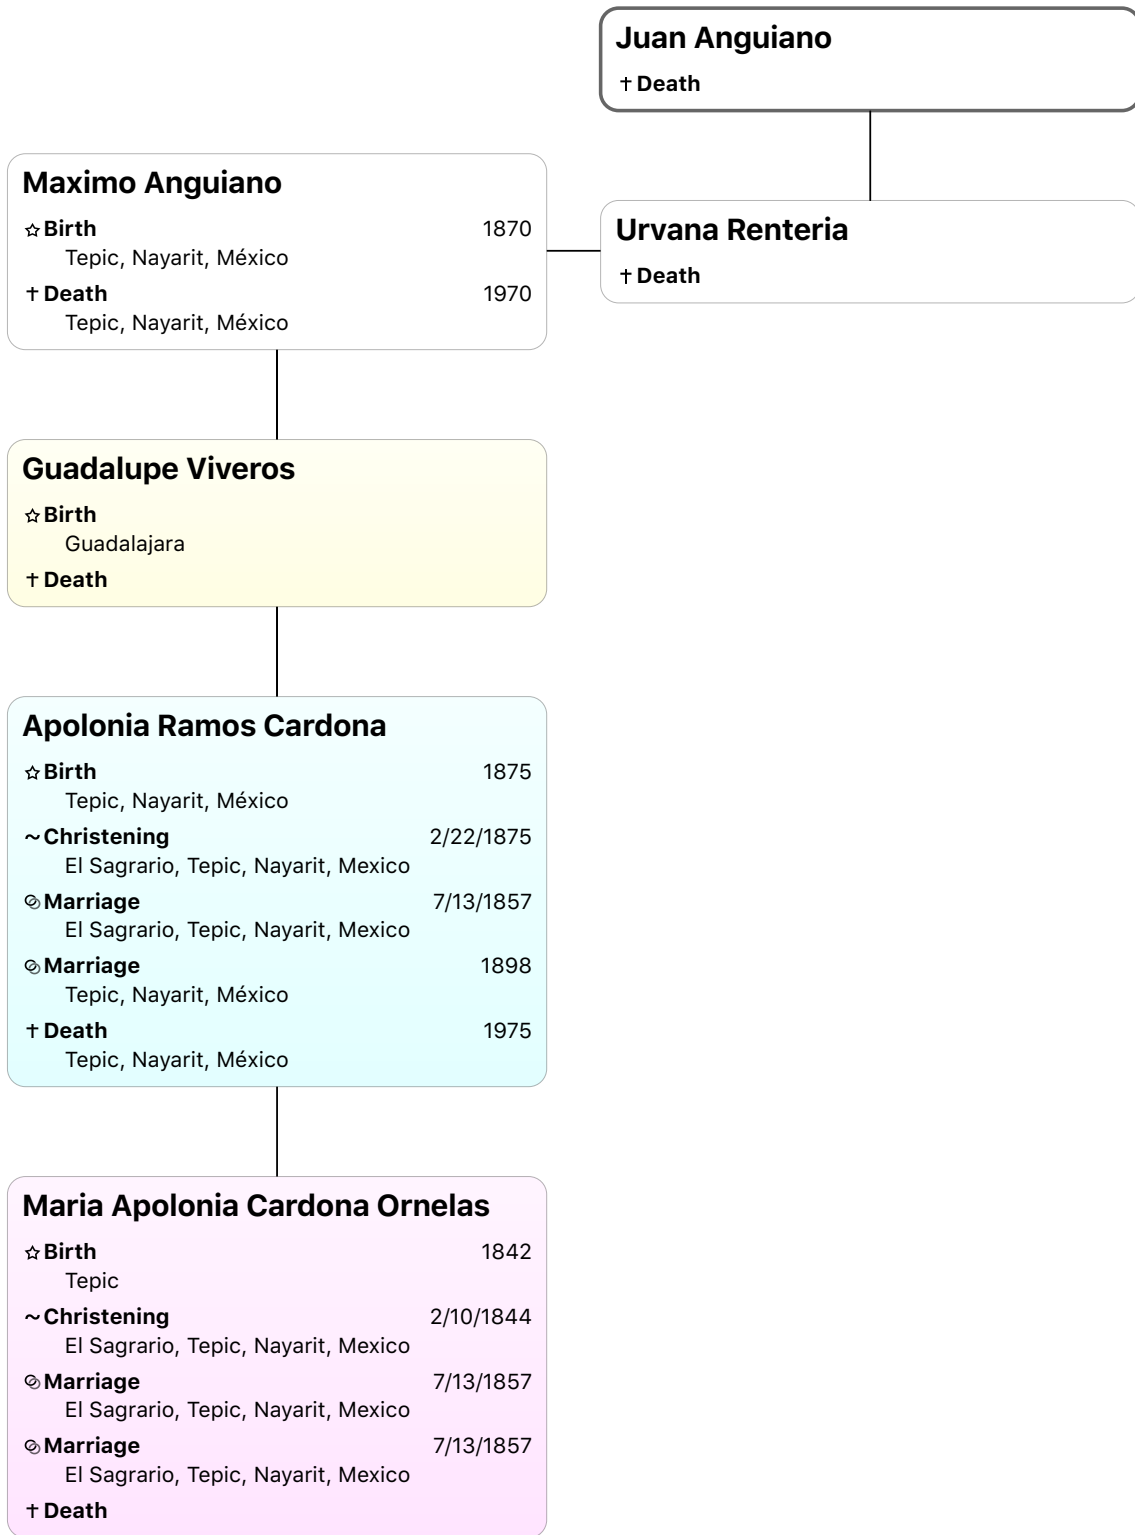 Juan Anguiano
† Death
Maximo Anguiano
☆ Birth 1870
Tepic, Nayarit, México
† Death 1970
Tepic, Nayarit, México
Urvana Renteria
† Death
Guadalupe Viveros
☆ Birth
Guadalajara
† Death
Apolonia Ramos Cardona
☆ Birth 1875
Tepic, Nayarit, México
~ Christening 2/22/1875
El Sagrario, Tepic, Nayarit, Mexico
⚭ Marriage 7/13/1857
El Sagrario, Tepic, Nayarit, Mexico
⚭ Marriage 1898
Tepic, Nayarit, México
† Death 1975
Tepic, Nayarit, México
Maria Apolonia Cardona Ornelas
☆ Birth 1842
Tepic
~ Christening 2/10/1844
El Sagrario, Tepic, Nayarit, Mexico
⚭ Marriage 7/13/1857
El Sagrario, Tepic, Nayarit, Mexico
⚭ Marriage 7/13/1857
El Sagrario, Tepic, Nayarit, Mexico
† Death